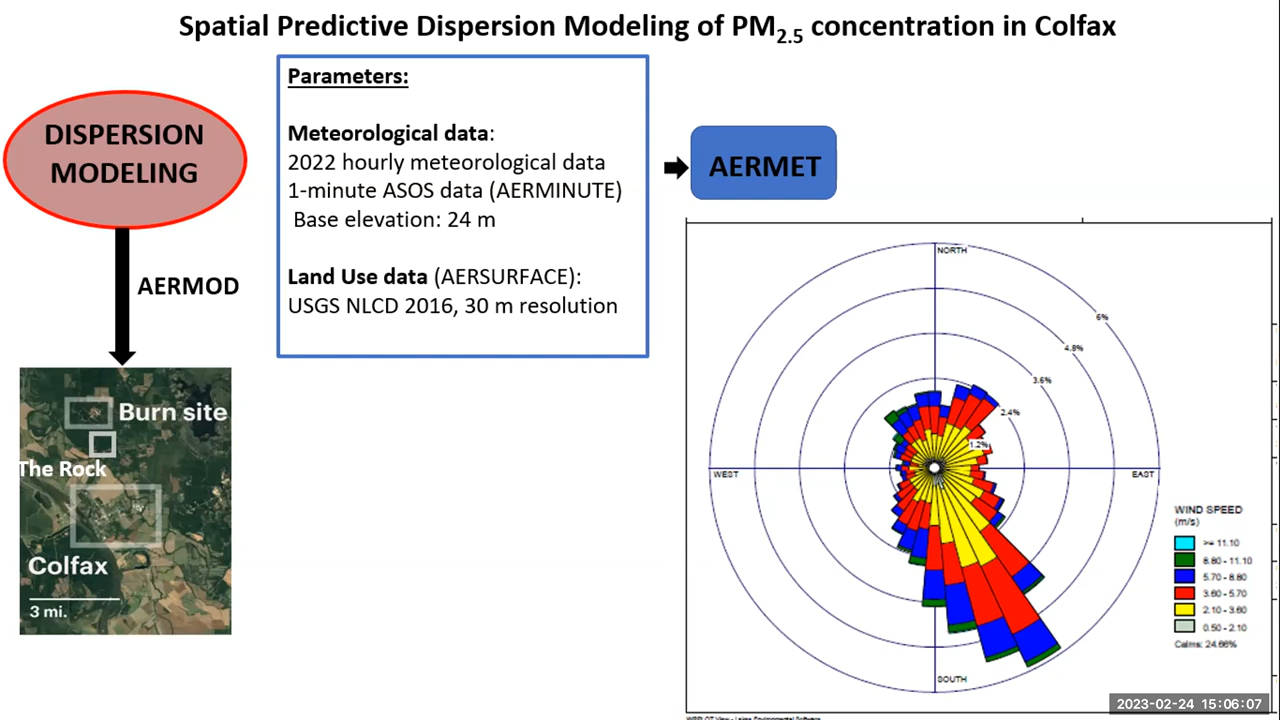 Spatial Predictive Dispersion Modeling of PM2.5 concentration in Colfax
DISPERSION
MODELING
AERMOD
Parameters:
Meteorological data:
2022 hourly meteorological data
1-minute ASOS data (AERMINUTE)
Base elevation: 24 m
Land Use data (AERSURFACE):
USGS NLCD 2016, 30 m resolution
AERMET
Burn site
The Rock
Colfax
3 mi.
NORTH
6%
4.8%
3.6%
2.4%
1.2%
WEST
EAST
SOUTH
WIND SPEED
(m/s)
>= 11.10
8.80 - 11.10
5.70 - 8.80
3.60 - 5.70
2.10 - 3.60
0.50 - 2.10
Calms: 24.66%
2023-02-24 15:06:07